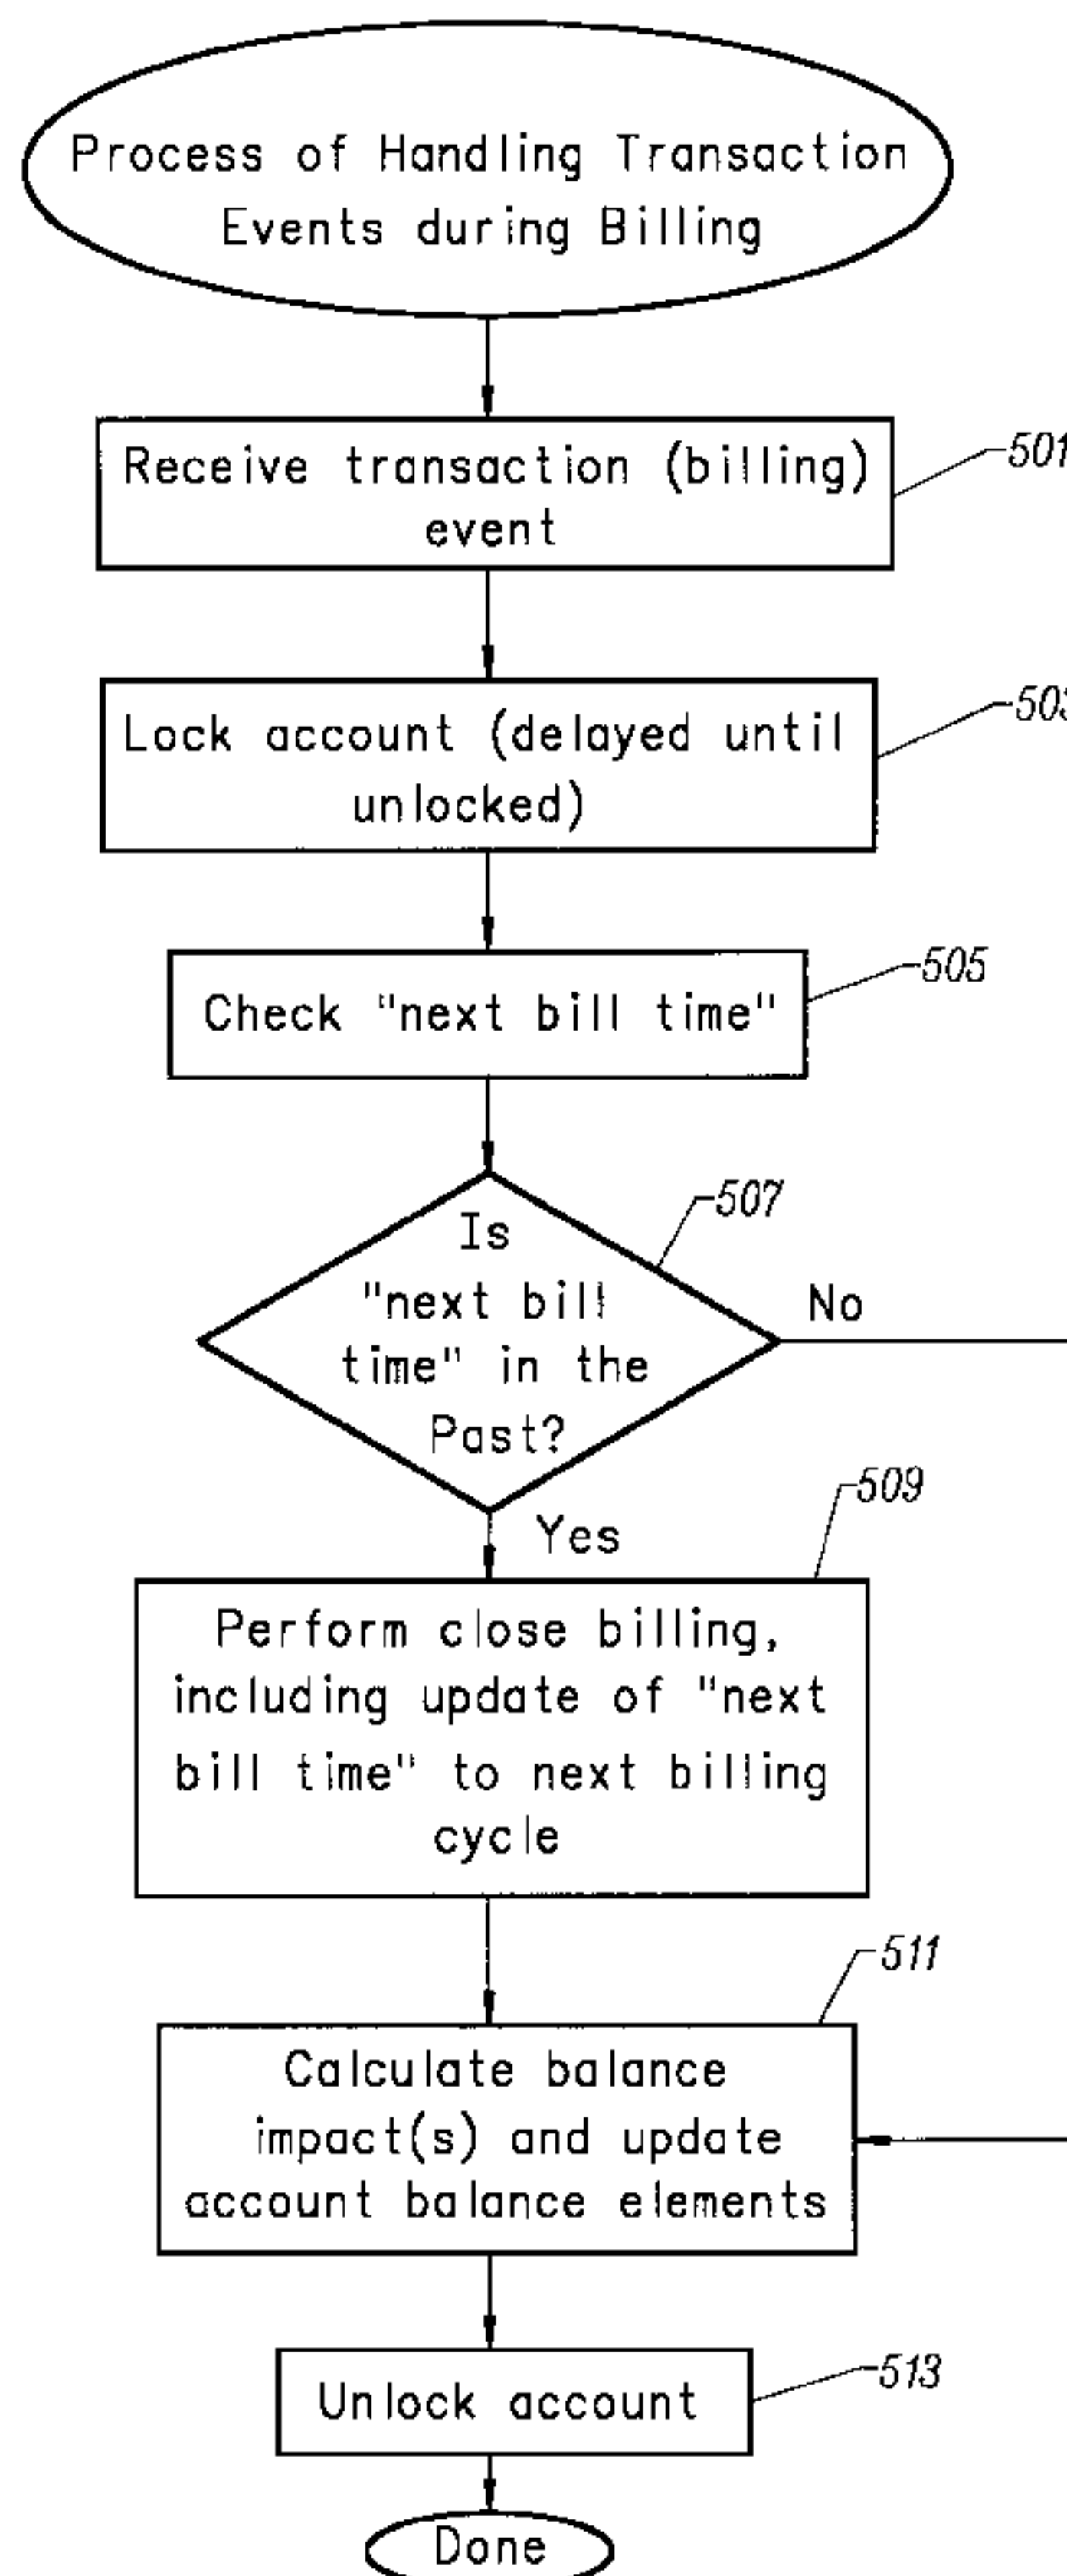 Process of Handling Transaction
Events during Billing
Receive transaction (billing)
event
501
Lock account (delayed until
unlocked)
503
Check "next bill time"
505
Is
"next bill
time" in the
Past?
507
No
Yes
509
Perform close billing,
including update of "next
bill time" to next billing
cycle
511
Calculate balance
impact(s) and update
account balance elements
Unlock account
513
Done